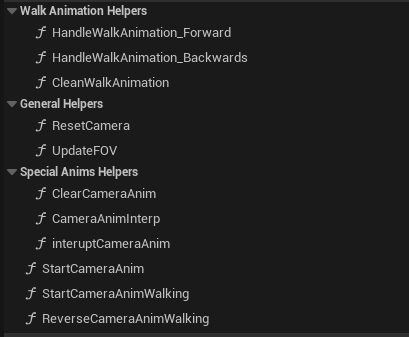 Walk Animation Helpers
HandleWalkAnimation_Forward
HandleWalkAnimation_Backwards
CleanWalkAnimation
General Helpers
ResetCamera
UpdateFOV
Special Anims Helpers
ClearCameraAnim
CameraAnimInterp
interuptCameraAnim
StartCameraAnim
StartCameraAnimWalking
ReverseCameraAnimWalking